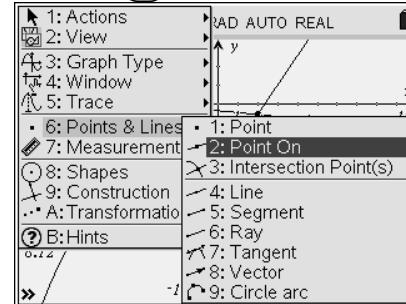 1: Actions
2: View
RAD AUTO REAL
y
3: Graph Type
4: Window
5: Trace
6: Points & Lines
1: Point
7: Measurement
2: Point On
3: Intersection Point(s)
8: Shapes
9: Construction
4: Line
A:Transformatio
5: Segment
6: Ray
B:Hints
7: Tangent
8: Vector
-1
9: Circle arc